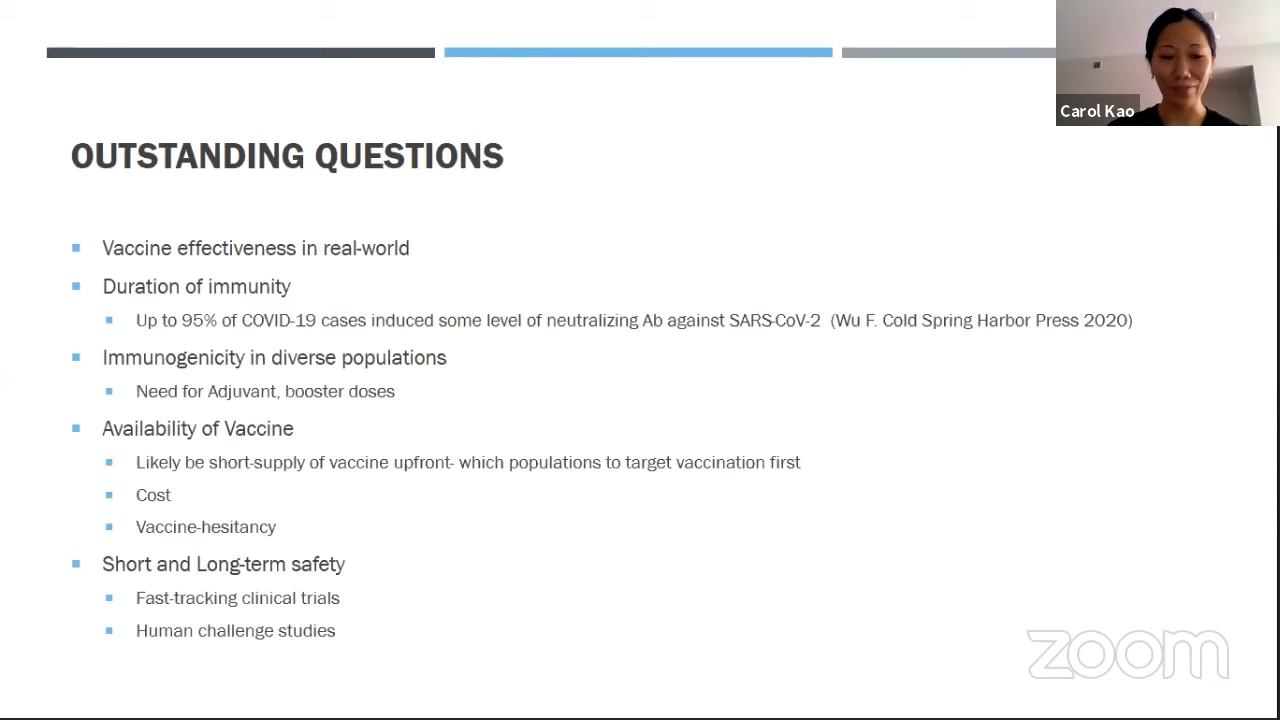 Carol Kao
OUTSTANDING QUESTIONS
Vaccine effectiveness in real-world
Duration of immunity
Up to 95% of COVID-19 cases induced some level of neutralizing Ab against SARS-CoV-2 (Wu F. Cold Spring Harbor Press 2020)
Immunogenicity in diverse populations
Need for Adjuvant, booster doses
Availability of Vaccine
Likely be short-supply of vaccine upfront- which populations to target vaccination first
Cost
Vaccine-hesitancy
Short and Long-term safety
Fast-tracking clinical trials
Human challenge studies
zoom